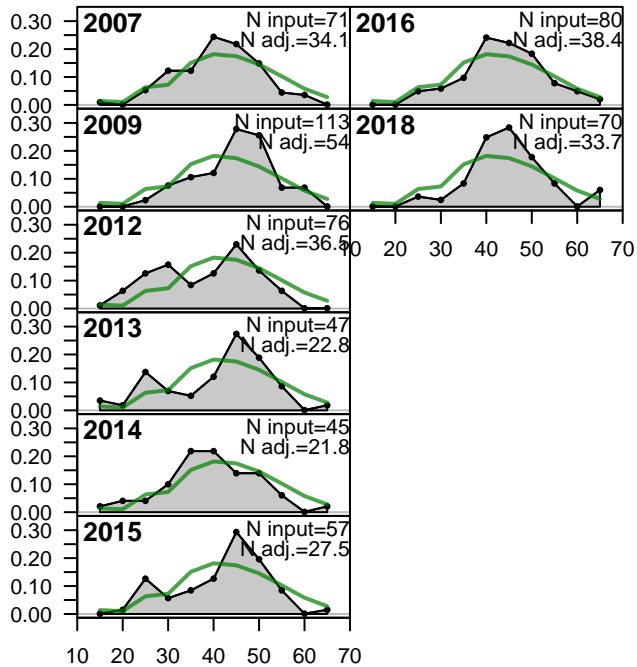 2007
N input=71
N adj.=34.1
0.30
0.20
0.10
0.00
2016
N input=80
N adj.=38.4
2009
N input=113
N adj.=54
0.30
0.20
0.10
0.00
2018
N input=70
N adj.=33.7
10 20 30 40 50 60 70
2012
N input=76
N adj.=36.5
0.30
0.20
0.10
0.00
2013
N input=47
N adj.=22.8
0.30
0.20
0.10
0.00
2014
N input=45
N adj.=21.8
0.30
0.20
0.10
0.00
2015
N input=57
N adj.=27.5
0.30
0.20
0.10
0.00
10 20 30 40 50 60 70